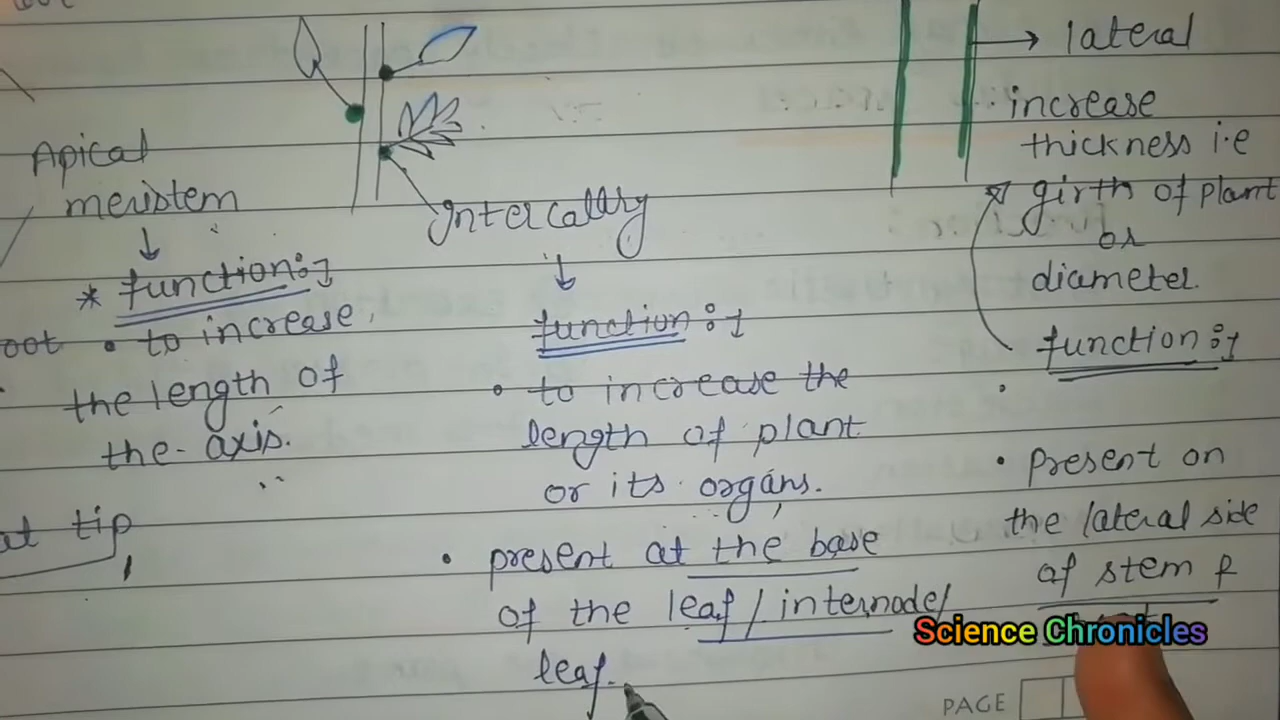 Apical
meristem
* function:-
oot • to increase
the length of
the axis.
at tip
Intercalary
function:-
• to increase the
length of plant
or its organs.
• present at the base
of the leaf / internode/
leaf.
→ lateral
increase
thickness i.e
girth of plant
or
diameter.
function:-
• present on
the lateral side
of stem &
Science Chronicles
PAGE